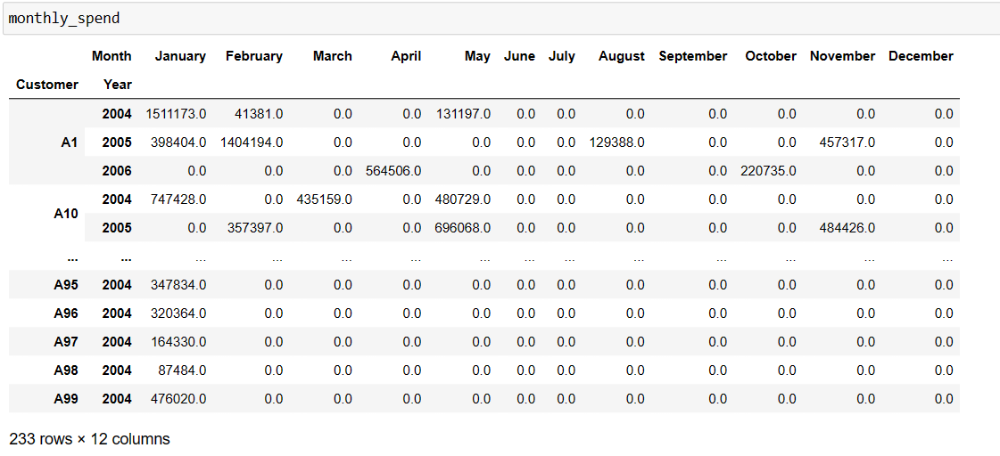 monthly_spend
Month January February March April May June July August September October November December
Customer Year
A1 2004 1511173.0 41381.0 0.0 0.0 131197.0 0.0 0.0 0.0 0.0 0.0 0.0 0.0
2005 398404.0 1404194.0 0.0 0.0 0.0 0.0 0.0 129388.0 0.0 0.0 457317.0 0.0
2006 0.0 0.0 0.0 564506.0 0.0 0.0 0.0 0.0 0.0 220735.0 0.0 0.0
A10 2004 747428.0 0.0 435159.0 0.0 480729.0 0.0 0.0 0.0 0.0 0.0 0.0 0.0
2005 0.0 357397.0 0.0 0.0 696068.0 0.0 0.0 0.0 0.0 0.0 484426.0 0.0
... ... ... ... ... ... ... ... ... ... ... ... ... ...
A95 2004 347834.0 0.0 0.0 0.0 0.0 0.0 0.0 0.0 0.0 0.0 0.0 0.0
A96 2004 320364.0 0.0 0.0 0.0 0.0 0.0 0.0 0.0 0.0 0.0 0.0 0.0
A97 2004 164330.0 0.0 0.0 0.0 0.0 0.0 0.0 0.0 0.0 0.0 0.0 0.0
A98 2004 87484.0 0.0 0.0 0.0 0.0 0.0 0.0 0.0 0.0 0.0 0.0 0.0
A99 2004 476020.0 0.0 0.0 0.0 0.0 0.0 0.0 0.0 0.0 0.0 0.0 0.0
233 rows × 12 columns